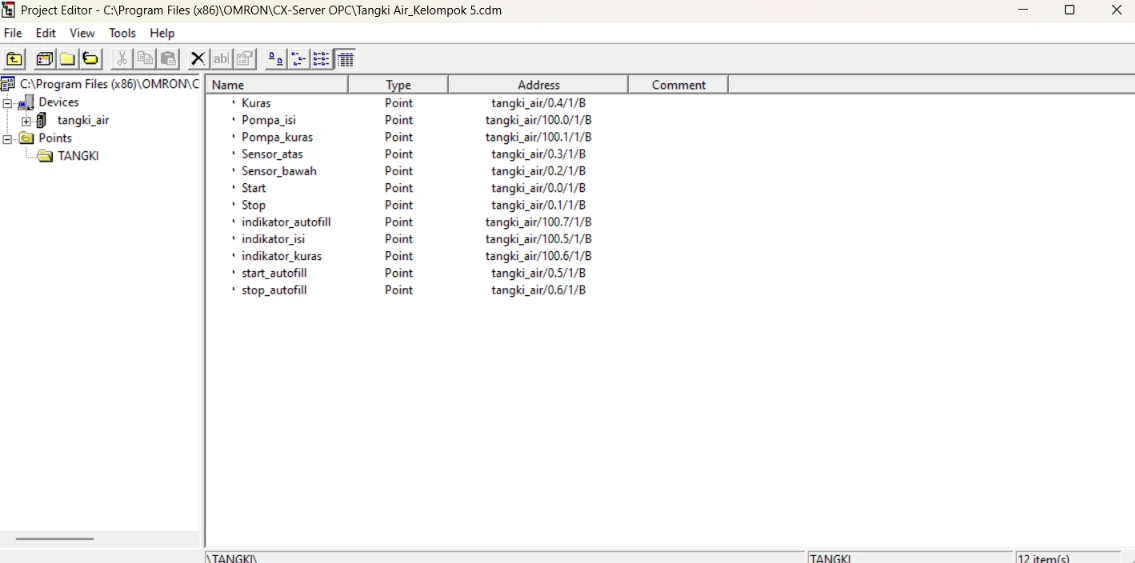 Project Editor - C:\Program Files (x86)\OMRON\CX-Server OPC\Tangki Air_Kelompok 5.cdm
File Edit View Tools Help
C:\Program Files (x86)\OMRON\C
Devices
tangki_air
Points
TANGKI
Name Type Address Comment
Kuras Point tangki_air/0.4/1/B
Pompa_isi Point tangki_air/100.0/1/B
Pompa_kuras Point tangki_air/100.1/1/B
Sensor_atas Point tangki_air/0.3/1/B
Sensor_bawah Point tangki_air/0.2/1/B
Start Point tangki_air/0.0/1/B
Stop Point tangki_air/0.1/1/B
indikator_autofill Point tangki_air/100.7/1/B
indikator_isi Point tangki_air/100.5/1/B
indikator_kuras Point tangki_air/100.6/1/B
start_autofill Point tangki_air/0.5/1/B
stop_autofill Point tangki_air/0.6/1/B
\TANGKI\ TANGKI 12 item(s)